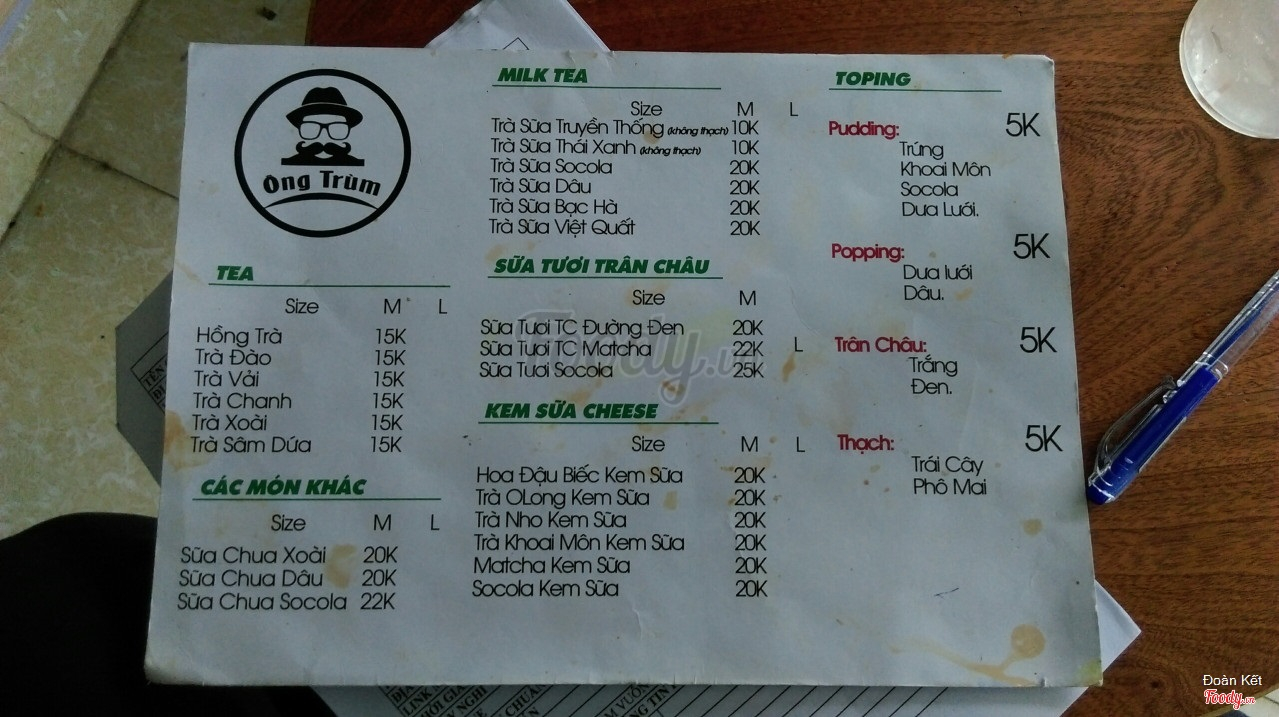 Ông Trùm
TEA
Size M L
Hồng Trà 15K
Trà Đào 15K
Trà Vải 15K
Trà Chanh 15K
Trà Xoài 15K
Trà Sâm Dứa 15K
CÁC MÓN KHÁC
Size M L
Sữa Chua Xoài 20K
Sữa Chua Dâu 20K
Sữa Chua Socola 22K
MILK TEA
Size M L
Trà Sữa Truyền Thống (không thạch) 10K
Trà Sữa Thái Xanh (không thạch) 10K
Trà Sữa Socola 20K
Trà Sữa Dâu 20K
Trà Sữa Bạc Hà 20K
Trà Sữa Việt Quất 20K
SỮA TƯƠI TRÂN CHÂU
Size M
Sữa Tươi TC Đường Đen 20K
Sữa Tươi TC Matcha 22K L
Sữa Tươi Socola 25K
KEM SỮA CHEESE
Size M L
Hoa Đậu Biếc Kem Sữa 20K
Trà OLong Kem Sữa 20K
Trà Nho Kem Sữa 20K
Trà Khoai Môn Kem Sữa 20K
Matcha Kem Sữa 20K
Socola Kem Sữa 20K
TOPING
Pudding: 5K
Trứng
Khoai Môn
Socola
Dưa Lưới.
Popping: 5K
Dưa lưới
Dâu.
Trân Châu: 5K
Trắng
Đen.
Thạch: 5K
Trái Cây
Phô Mai
Foody.vn
Đoàn Kết
Foody.vn